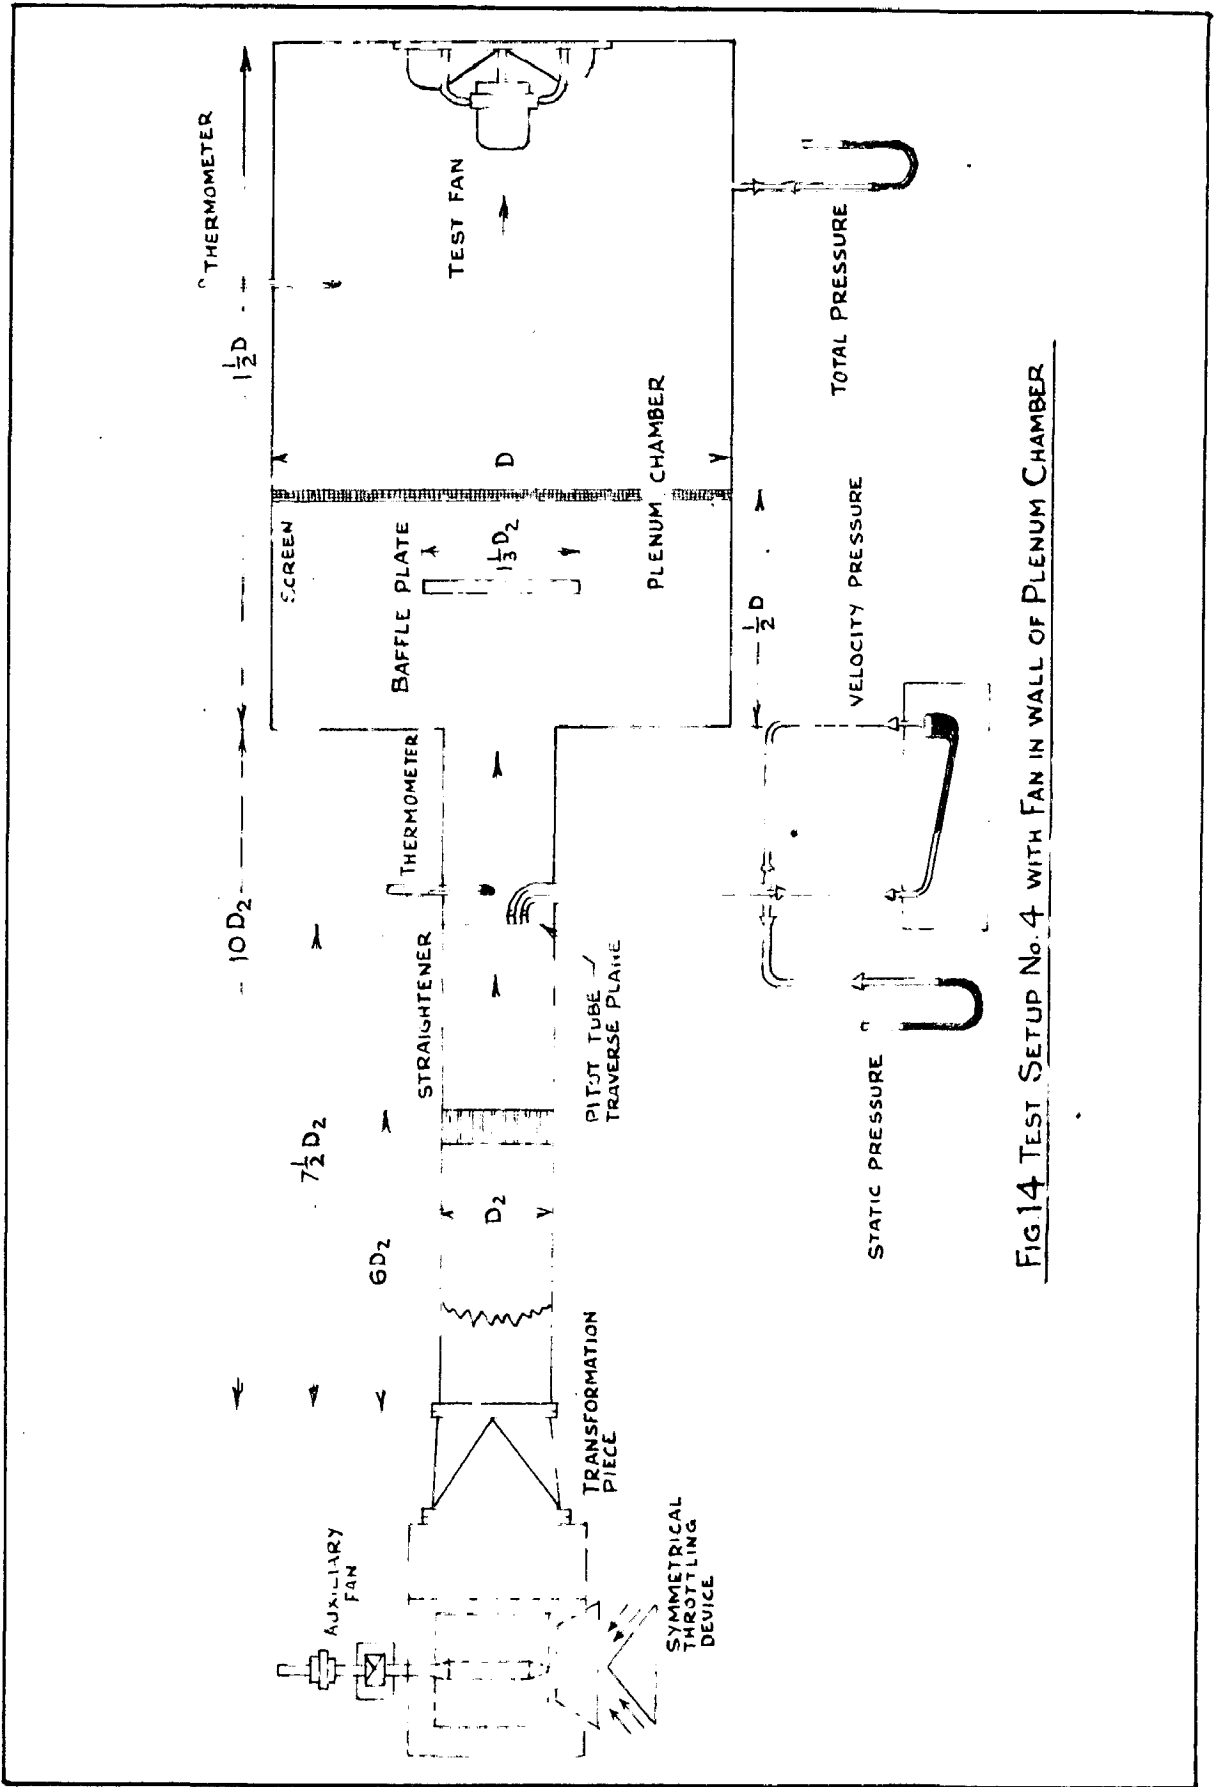 AUXILIARY
FAN
SYMMETRICAL
THROTTLING
DEVICE
TRANSFORMATION
PIECE
10D₂
7½D₂
6D₂
D₂
STRAIGHTENER
PITOT TUBE
TRAVERSE PLANE
THERMOMETER
1½D
THERMOMETER
SCREEN
BAFFLE PLATE
1⅓D₂
D
PLENUM CHAMBER
½D
TEST FAN
STATIC PRESSURE
VELOCITY PRESSURE
TOTAL PRESSURE
FIG.14 TEST SETUP NO.4 WITH FAN IN WALL OF PLENUM CHAMBER